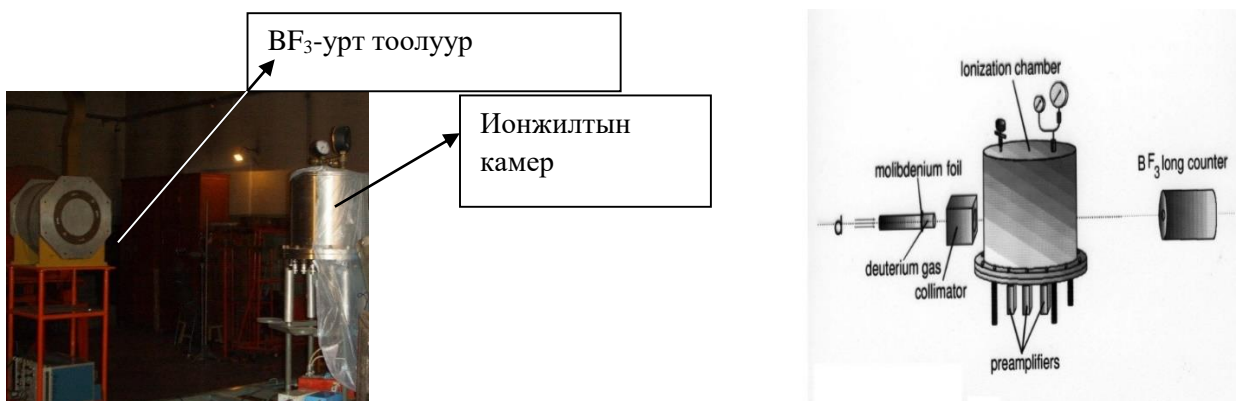 BF₃-урт тоолуур
Ионжилтын
камер
Ionization chamber
molibdenium foil
BF₃ long counter
d
deuterium gas
collimator
preamplifiers